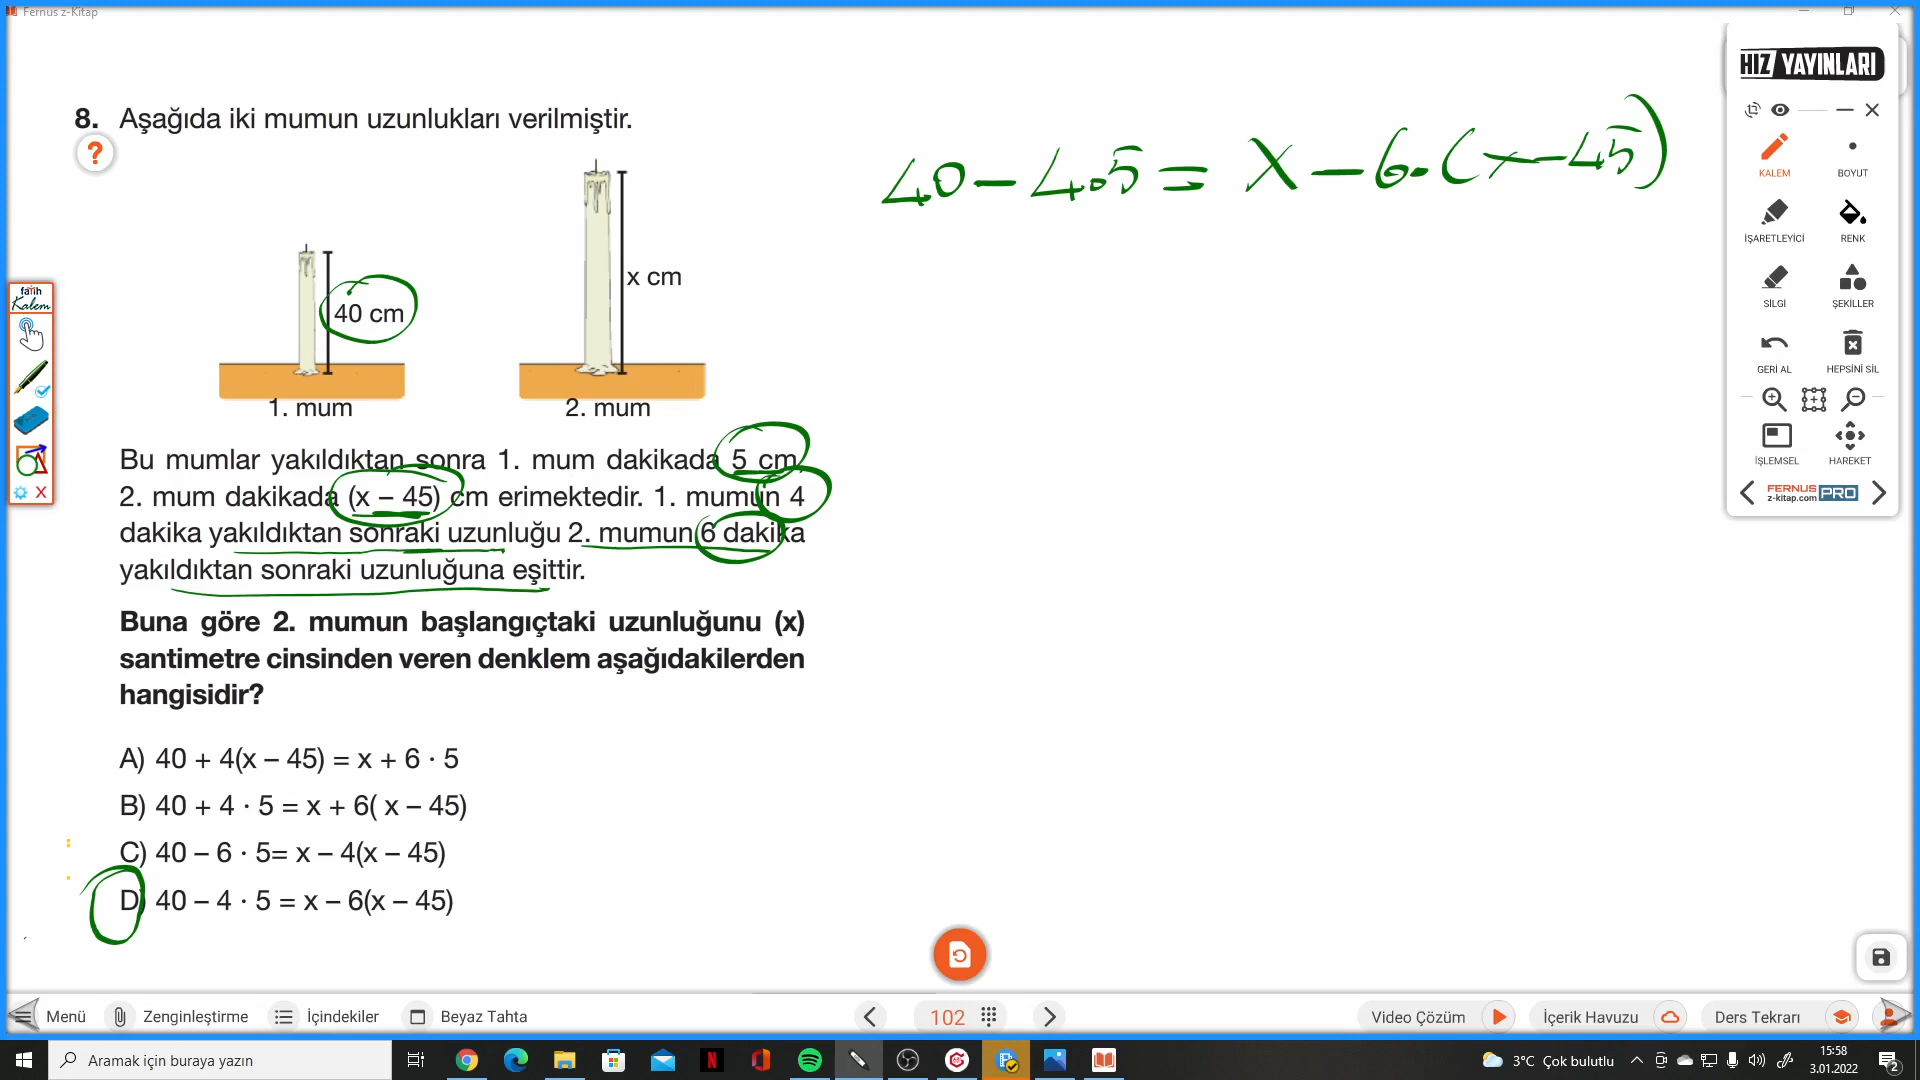 Fernus z-Kitap
HIZ YAYINLARI
8. Aşağıda iki mumun uzunlukları verilmiştir.
?
40 – 4.5 = X – 6.(x – 45)
x cm
40 cm
1. mum
2. mum
Bu mumlar yakıldıktan sonra 1. mum dakikada 5 cm,
2. mum dakikada (x – 45) cm erimektedir. 1. mumun 4
dakika yakıldıktan sonraki uzunluğu 2. mumun 6 dakika
yakıldıktan sonraki uzunluğuna eşittir.
Buna göre 2. mumun başlangıçtaki uzunluğunu (x)
santimetre cinsinden veren denklem aşağıdakilerden
hangisidir?
A) 40 + 4(x – 45) = x + 6 · 5
B) 40 + 4 · 5 = x + 6( x – 45)
C) 40 – 6 · 5= x – 4(x – 45)
D) 40 – 4 · 5 = x – 6(x – 45)
fatih
Kalem
X
KALEM
BOYUT
İŞARETLEYİCİ
RENK
SİLGİ
ŞEKİLLER
GERİ AL
HEPSİNİ SİL
İŞLEMSEL
HAREKET
FERNUS
z-kitap.com PRO
Menü
Zenginleştirme
İçindekiler
Beyaz Tahta
102
Video Çözüm
İçerik Havuzu
Ders Tekrarı
Aramak için buraya yazın
N
3°C Çok bulutlu
15:58
3.01.2022
2